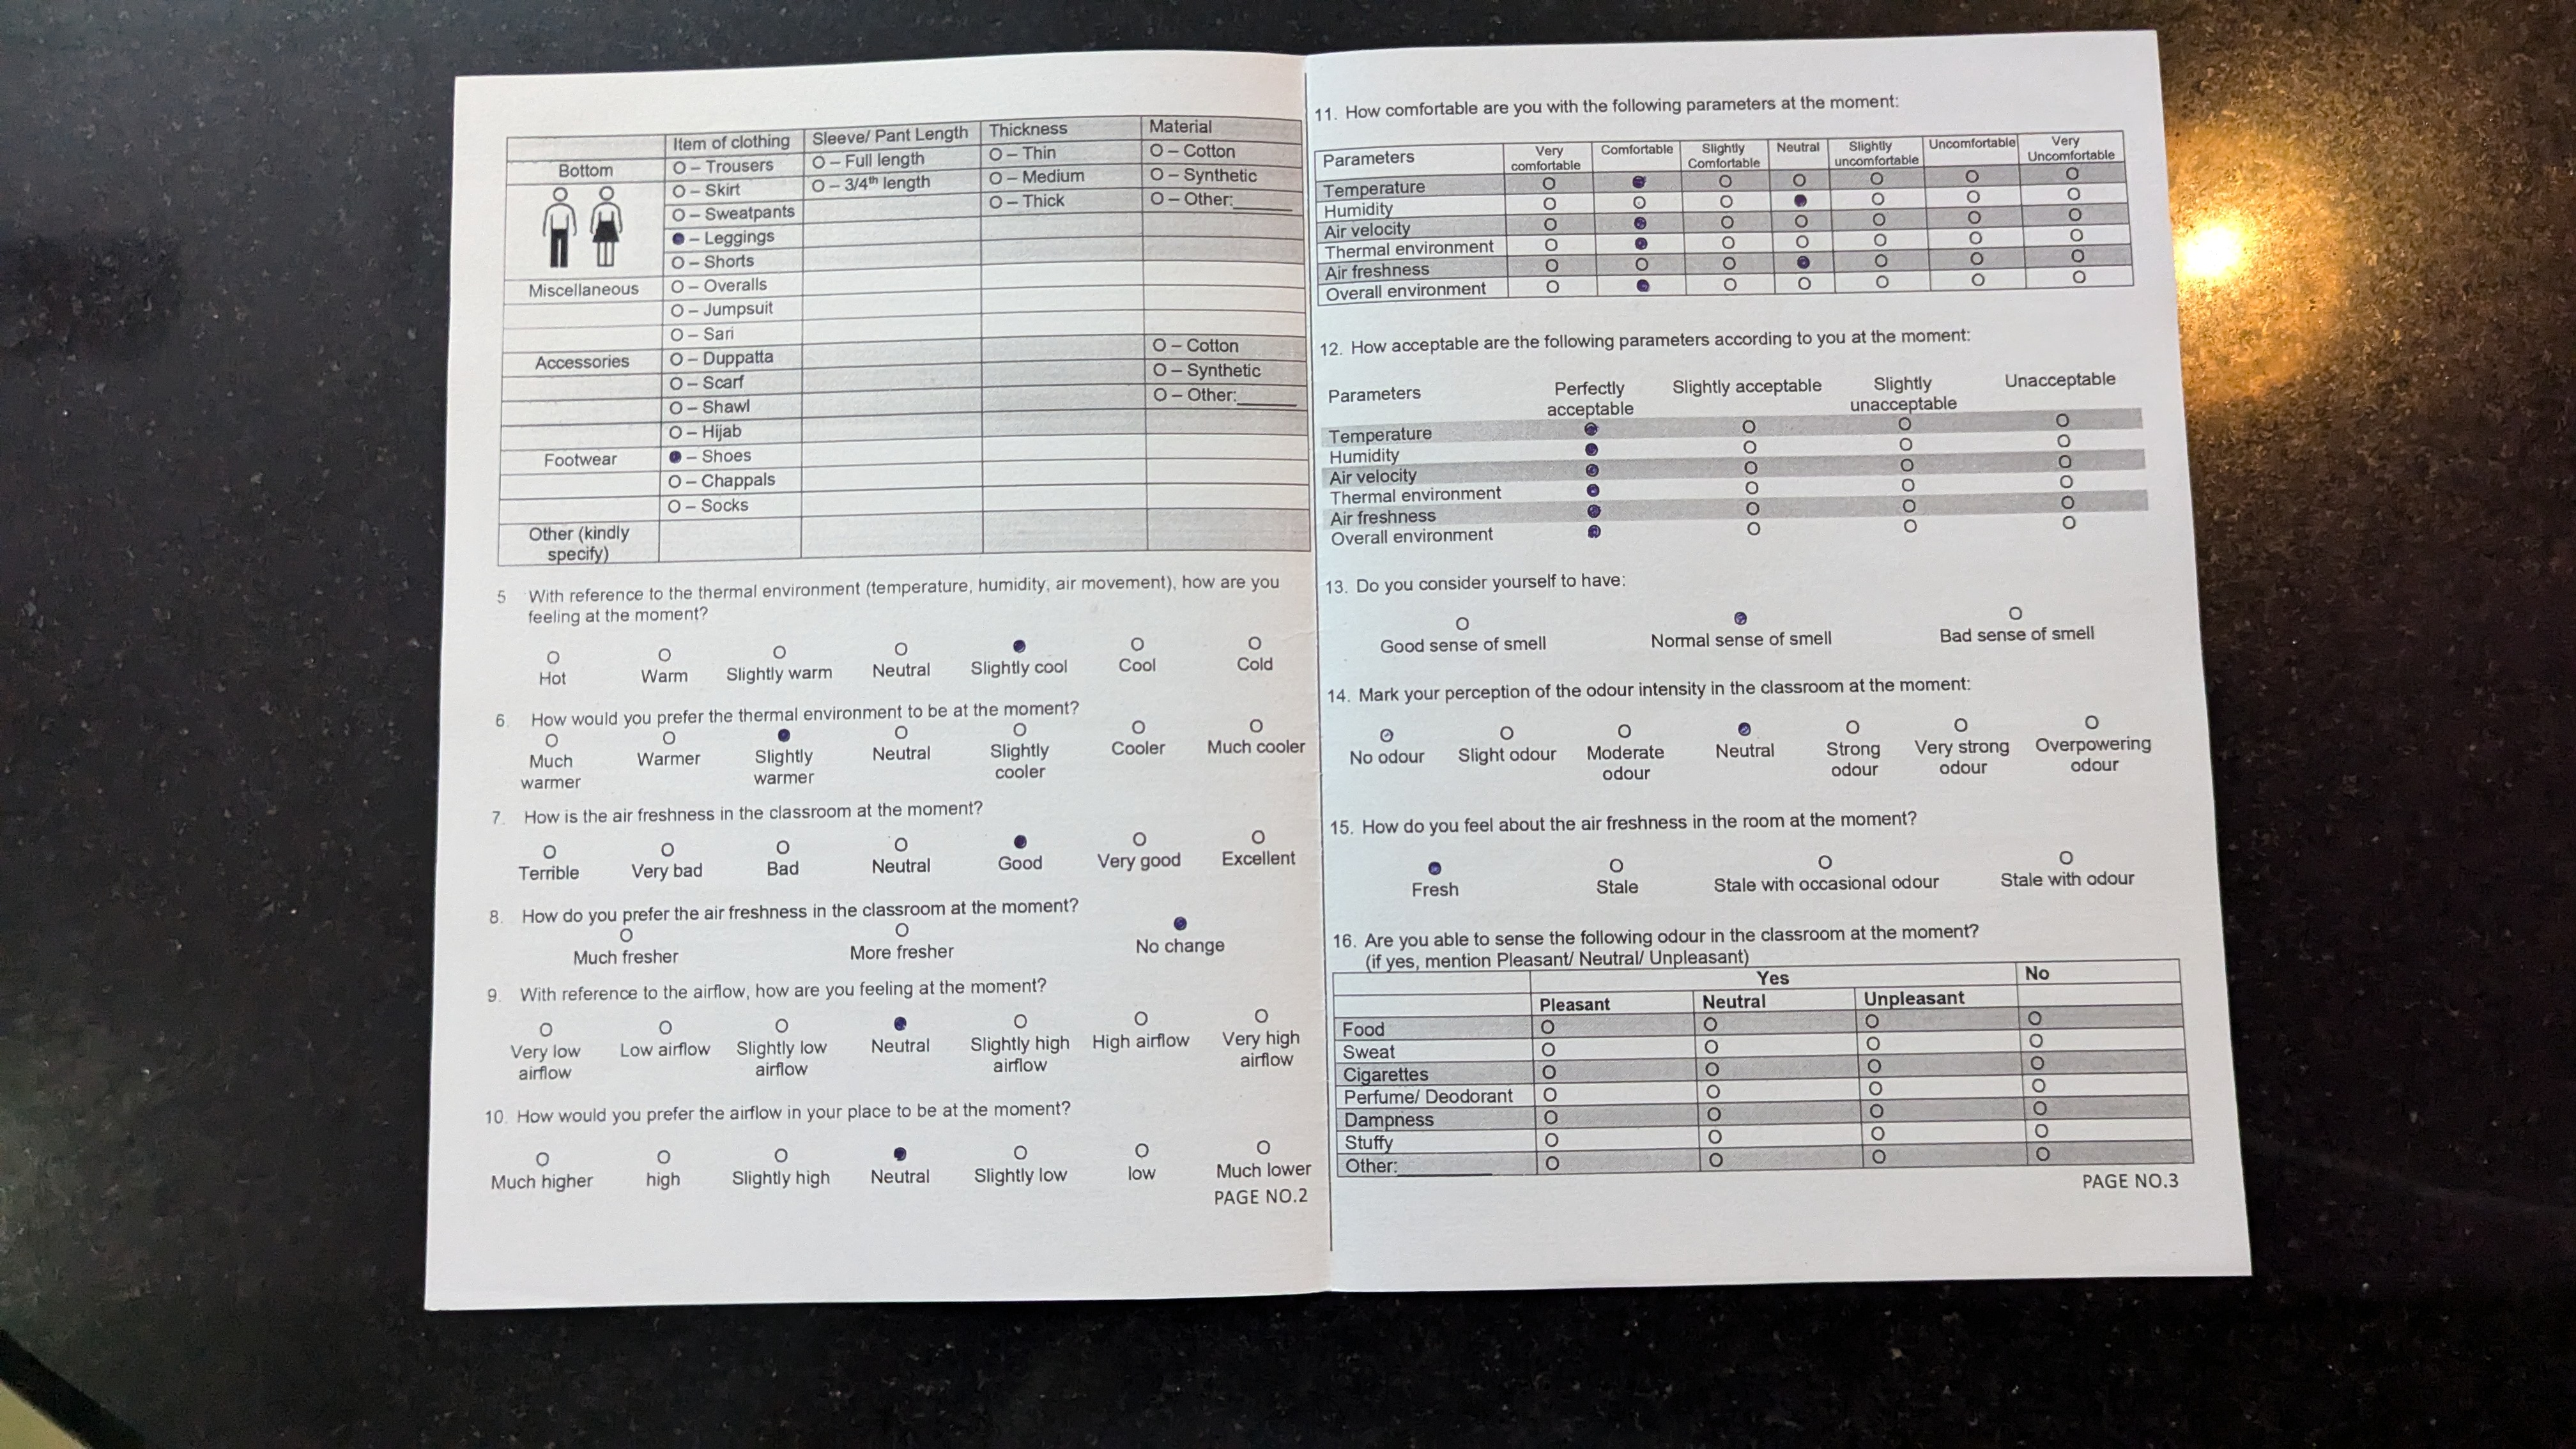 Item of clothing Sleeve/ Pant Length Thickness Material
Bottom O – Trousers O – Full length O – Thin O – Cotton
O – Skirt O – 3/4th length O – Medium O – Synthetic
O – Sweatpants O – Thick O – Other:______
● – Leggings
O – Shorts
Miscellaneous O – Overalls
O – Jumpsuit
O – Sari
Accessories O – Duppatta O – Cotton
O – Scarf O – Synthetic
O – Shawl O – Other:______
O – Hijab
Footwear ● – Shoes
O – Chappals
O – Socks
Other (kindly
specify)
5 With reference to the thermal environment (temperature, humidity, air movement), how are you
feeling at the moment?
Hot Warm Slightly warm Neutral Slightly cool Cool Cold
6. How would you prefer the thermal environment to be at the moment?
Much warmer Warmer Slightly warmer Neutral Slightly cooler Cooler Much cooler
7. How is the air freshness in the classroom at the moment?
Terrible Very bad Bad Neutral Good Very good Excellent
8. How do you prefer the air freshness in the classroom at the moment?
Much fresher More fresher No change
9. With reference to the airflow, how are you feeling at the moment?
Very low airflow Low airflow Slightly low airflow Neutral Slightly high airflow High airflow Very high airflow
10. How would you prefer the airflow in your place to be at the moment?
Much higher high Slightly high Neutral Slightly low low Much lower
PAGE NO.2
11. How comfortable are you with the following parameters at the moment:
Parameters Very comfortable Comfortable Slightly Comfortable Neutral Slightly uncomfortable Uncomfortable Very Uncomfortable
Temperature
Humidity
Air velocity
Thermal environment
Air freshness
Overall environment
12. How acceptable are the following parameters according to you at the moment:
Parameters Perfectly acceptable Slightly acceptable Slightly unacceptable Unacceptable
Temperature
Humidity
Air velocity
Thermal environment
Air freshness
Overall environment
13. Do you consider yourself to have:
Good sense of smell Normal sense of smell Bad sense of smell
14. Mark your perception of the odour intensity in the classroom at the moment:
No odour Slight odour Moderate odour Neutral Strong odour Very strong odour Overpowering odour
15. How do you feel about the air freshness in the room at the moment?
Fresh Stale Stale with occasional odour Stale with odour
16. Are you able to sense the following odour in the classroom at the moment?
(if yes, mention Pleasant/ Neutral/ Unpleasant)
Yes No
Pleasant Neutral Unpleasant
Food
Sweat
Cigarettes
Perfume/ Deodorant
Dampness
Stuffy
Other:__________
PAGE NO.3